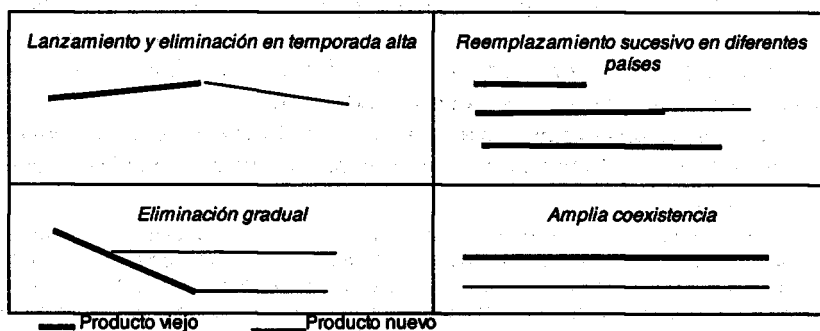 Lanzamiento y eliminación en temporada alta
Reemplazamiento sucesivo en diferentes
países
Eliminación gradual
Amplia coexistencia
Producto viejo
Producto nuevo